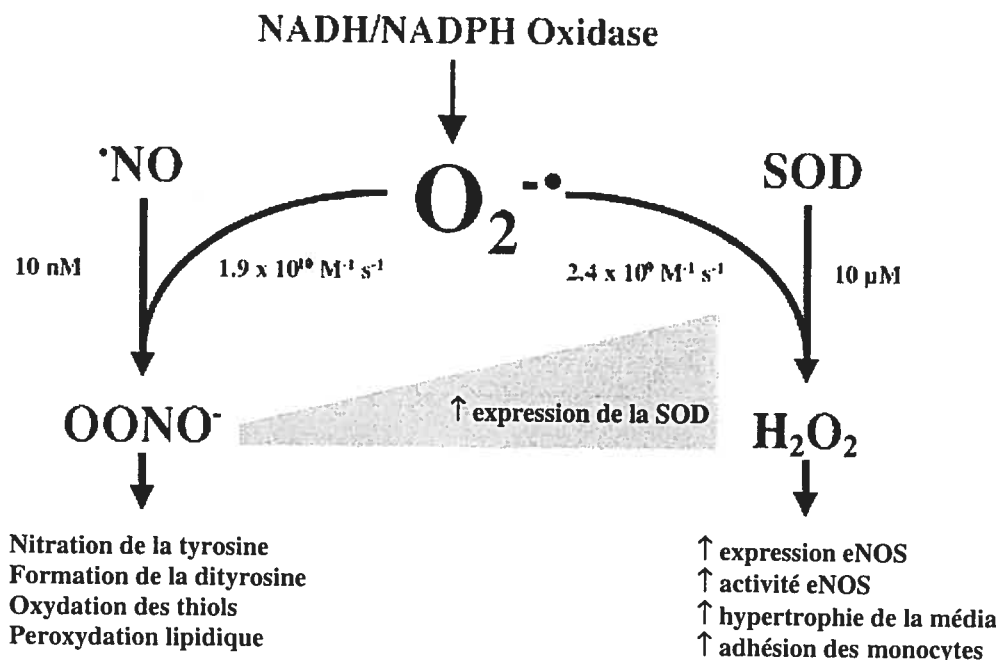 NADH/NADPH Oxidase
•NO
O₂⁻•
SOD
10 nM
1.9 x 10¹⁰ M⁻¹ s⁻¹
2.4 x 10⁹ M⁻¹ s⁻¹
10 µM
OONO⁻
↑ expression de la SOD
H₂O₂
Nitration de la tyrosine
Formation de la dityrosine
Oxydation des thiols
Peroxydation lipidique
↑ expression eNOS
↑ activité eNOS
↑ hypertrophie de la média
↑ adhésion des monocytes